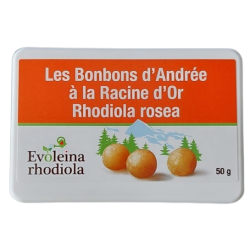 Les Bonbons d'Andrée
à la Racine d'Or
Rhodiola rosea
Evoleina
rhodiola
50 g